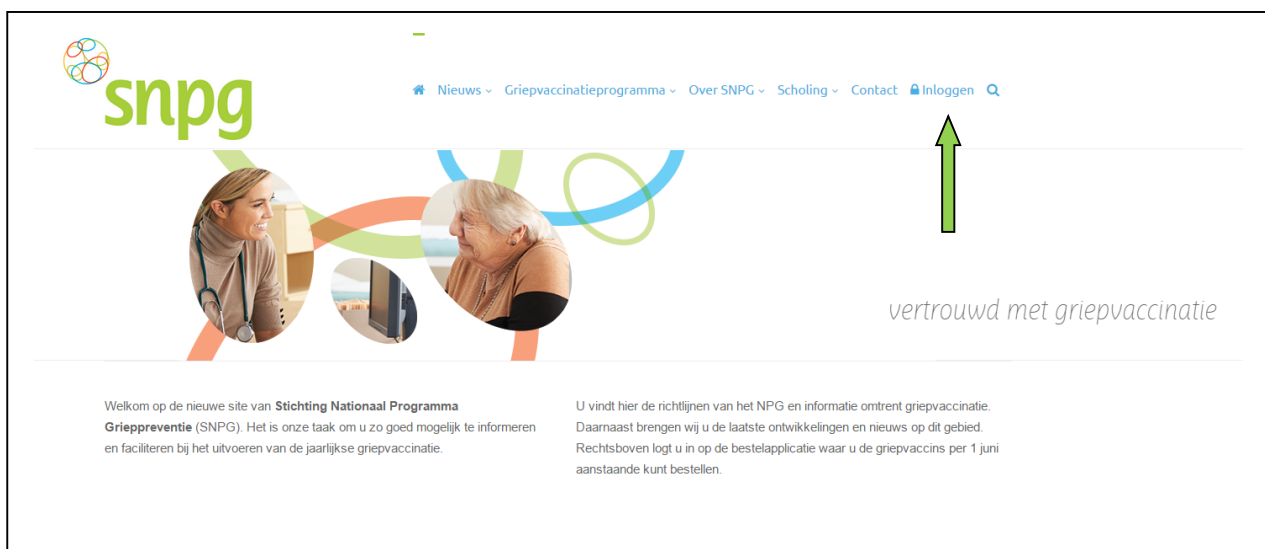 snpg
Nieuws Griepvaccinatieprogramma Over SNPG Scholing Contact Inloggen
vertrouwd met griepvaccinatie
Welkom op de nieuwe site van Stichting Nationaal Programma
Grieppreventie (SNPG). Het is onze taak om u zo goed mogelijk te informeren
en faciliteren bij het uitvoeren van de jaarlijkse griepvaccinatie.
U vindt hier de richtlijnen van het NPG en informatie omtrent griepvaccinatie.
Daarnaast brengen wij u de laatste ontwikkelingen en nieuws op dit gebied.
Rechtsboven logt u in op de bestelapplicatie waar u de griepvaccins per 1 juni
aanstaande kunt bestellen.